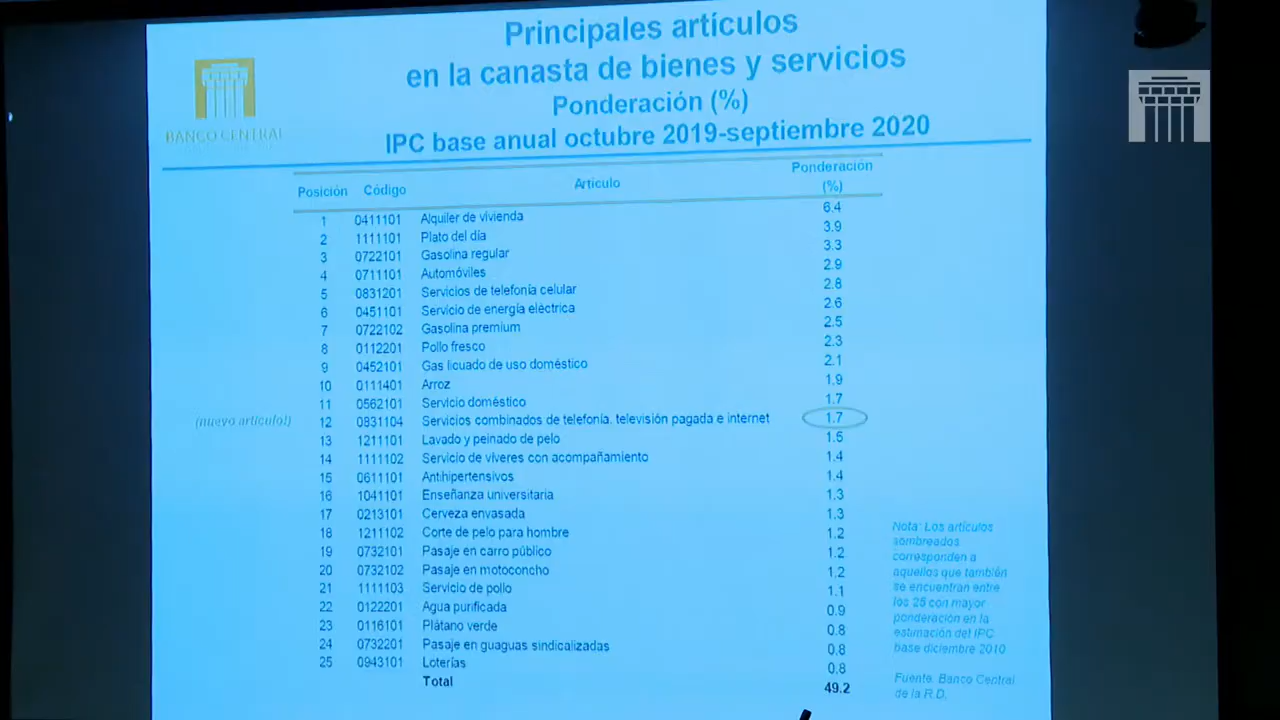 Principales artículos
en la canasta de bienes y servicios
Ponderación (%)
IPC base anual octubre 2019-septiembre 2020
BANCO CENTRAL
Posición Código Artículo Ponderación (%)
1 0411101 Alquiler de vivienda 6.4
2 1111101 Plato del día 3.9
3 0722101 Gasolina regular 3.3
4 0711101 Automóviles 2.9
5 0831201 Servicios de telefonía celular 2.8
6 0451101 Servicio de energía eléctrica 2.6
7 0722102 Gasolina premium 2.5
8 0112201 Pollo fresco 2.3
9 0452101 Gas licuado de uso doméstico 2.1
10 0111401 Arroz 1.9
11 0562101 Servicio doméstico 1.7
(nuevo artículo!) 12 0831104 Servicios combinados de telefonía, televisión pagada e internet 1.7
13 1211101 Lavado y peinado de pelo 1.5
14 1111102 Servicio de víveres con acompañamiento 1.4
15 0611101 Antihipertensivos 1.4
16 1041101 Enseñanza universitaria 1.3
17 0213101 Cerveza envasada 1.3
18 1211102 Corte de pelo para hombre 1.2
19 0732101 Pasaje en carro público 1.2
20 0732102 Pasaje en motoconcho 1.2
21 1111103 Servicio de pollo 1.1
22 0122201 Agua purificada 0.9
23 0116101 Plátano verde 0.8
24 0732201 Pasaje en guaguas sindicalizadas 0.8
25 0943101 Loterías 0.8
Total 49.2
Nota: Los artículos
sombreados
corresponden a
aquellos que también
se encuentran entre
los 25 con mayor
ponderación en la
estimación del IPC
base diciembre 2010
Fuente: Banco Central
de la R.D.